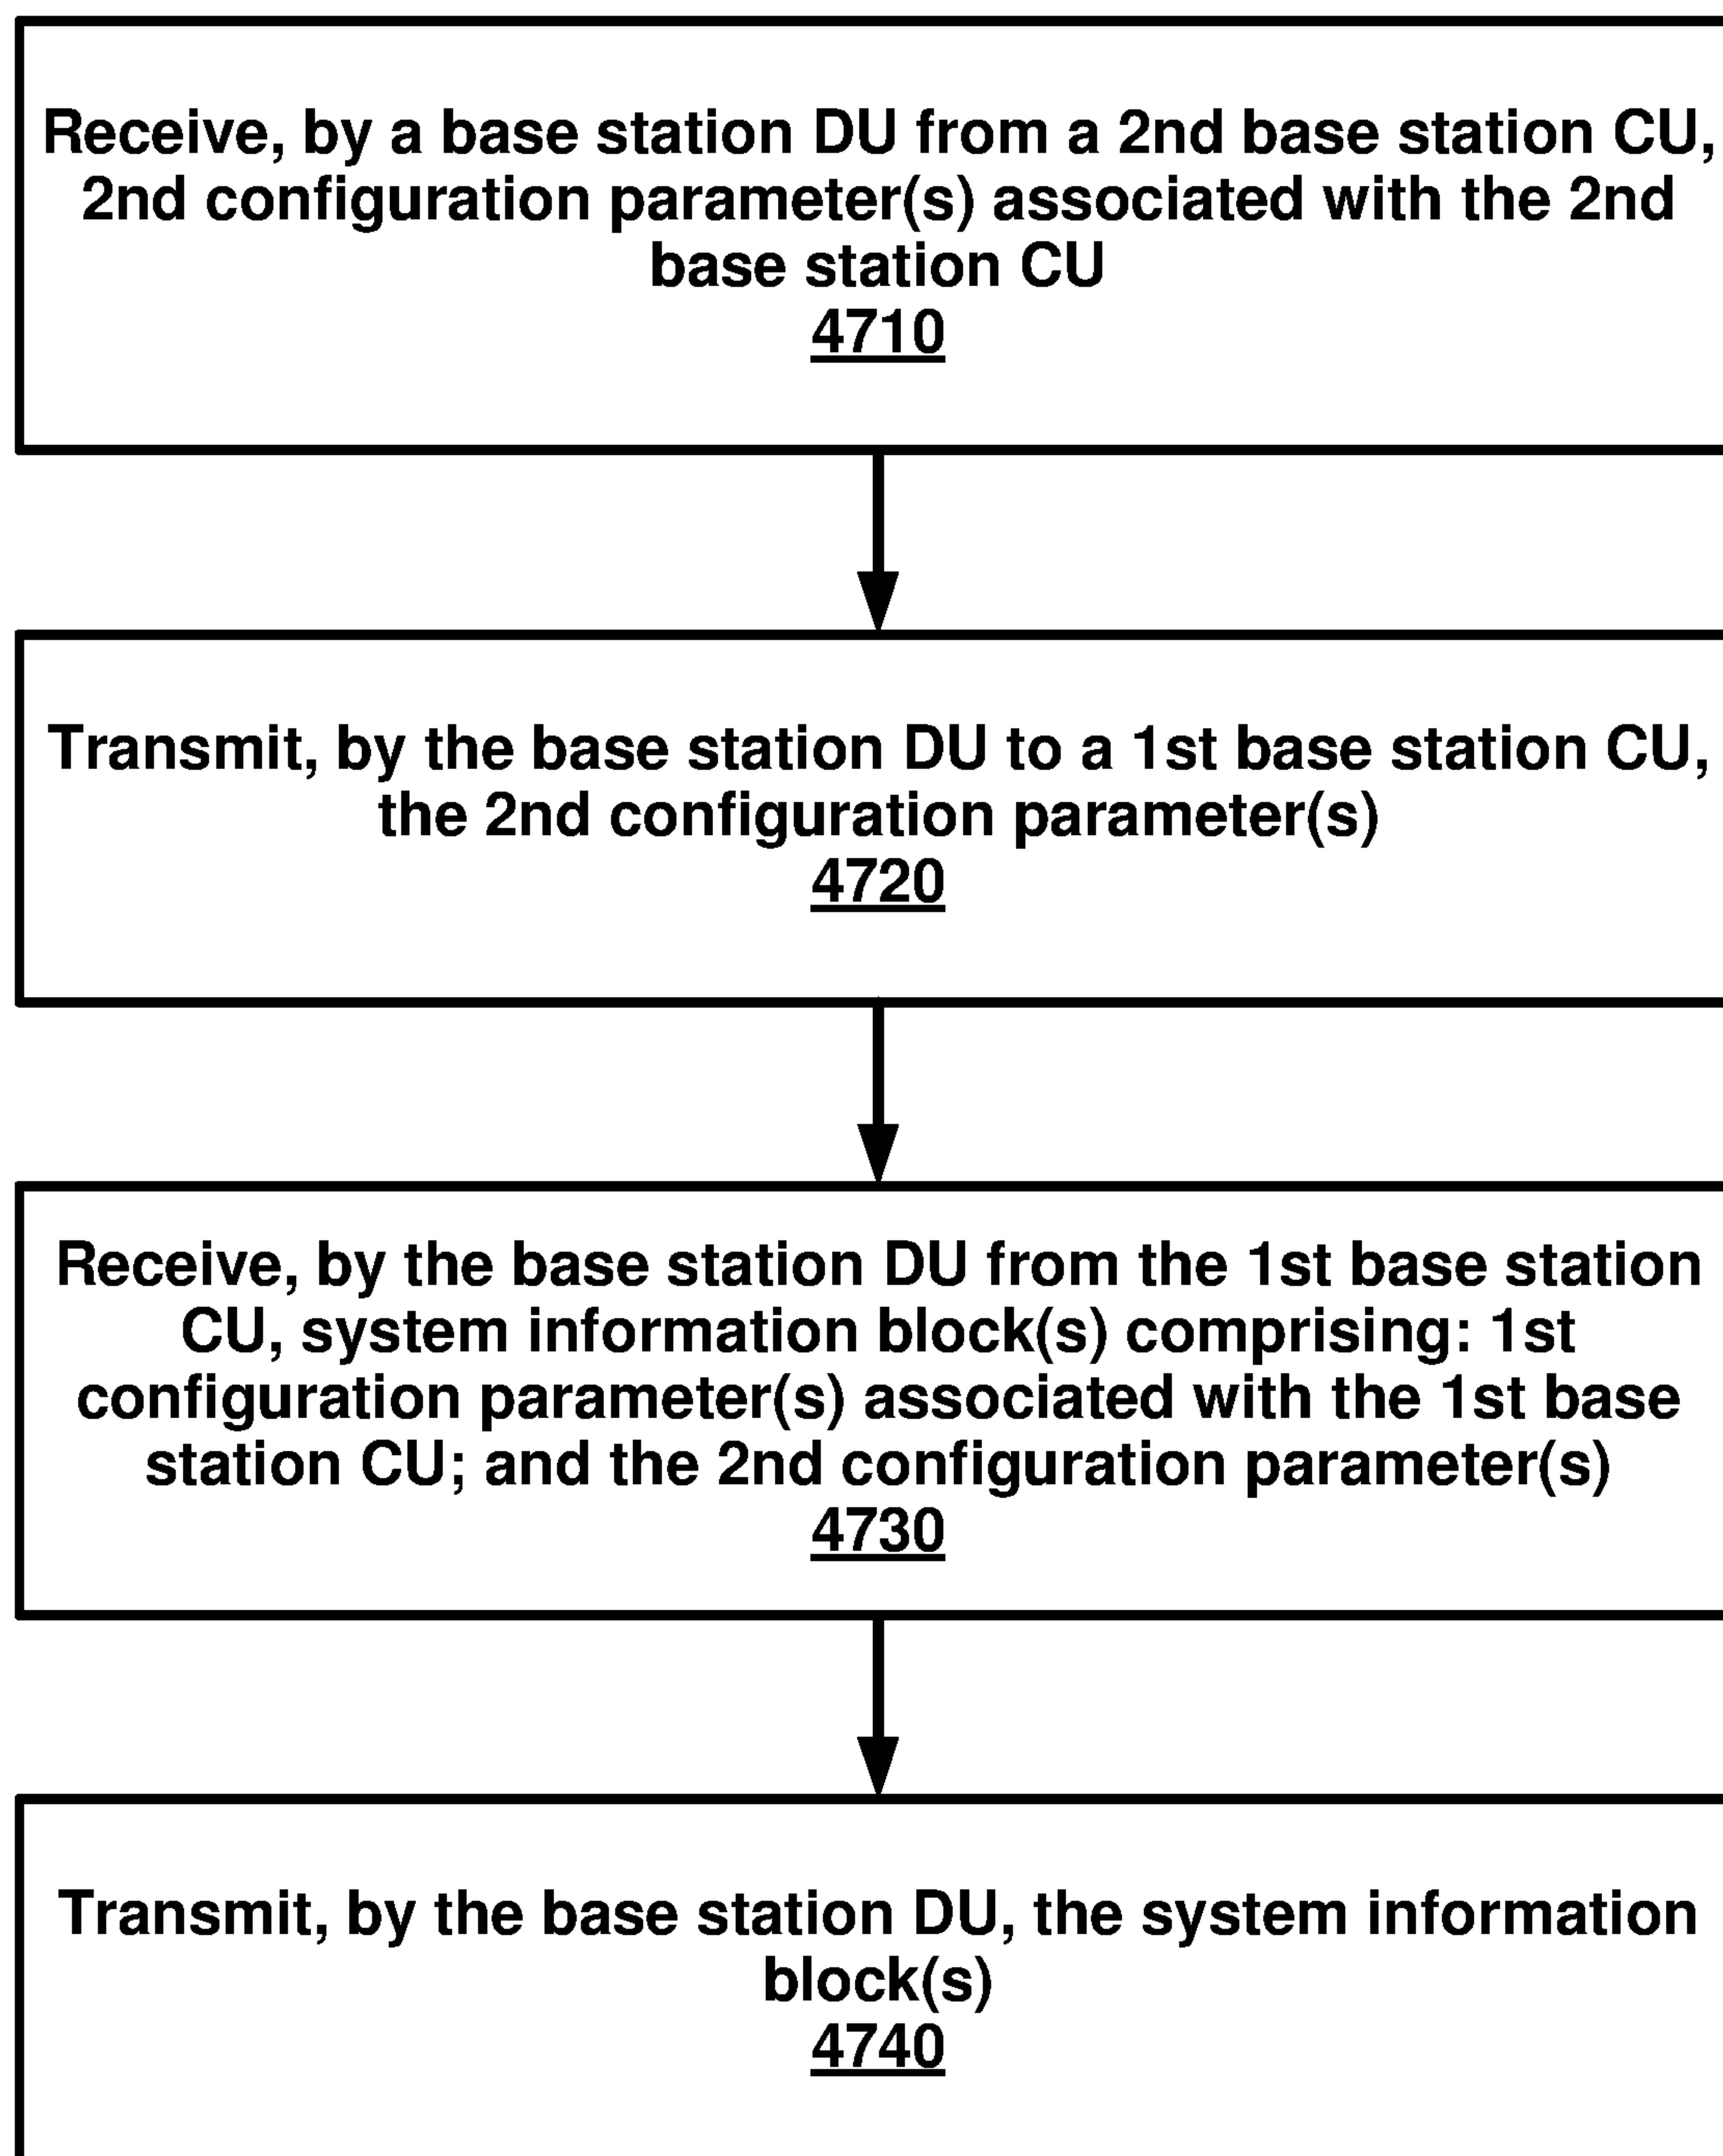 Receive, by a base station DU from a 2nd base station CU,
2nd configuration parameter(s) associated with the 2nd
base station CU
4710
Transmit, by the base station DU to a 1st base station CU,
the 2nd configuration parameter(s)
4720
Receive, by the base station DU from the 1st base station
CU, system information block(s) comprising: 1st
configuration parameter(s) associated with the 1st base
station CU; and the 2nd configuration parameter(s)
4730
Transmit, by the base station DU, the system information
block(s)
4740